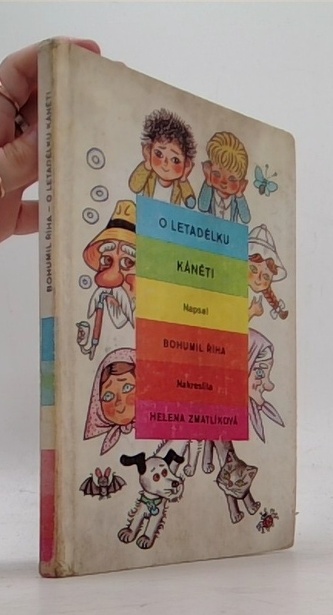 BOHUMIL ŘÍHA – O LETADÉLKU KÁNĚTI
O LETADÉLKU
KÁNĚTI
Napsal
BOHUMIL ŘÍHA
Nakreslila
HELENA ZMATLÍKOVÁ